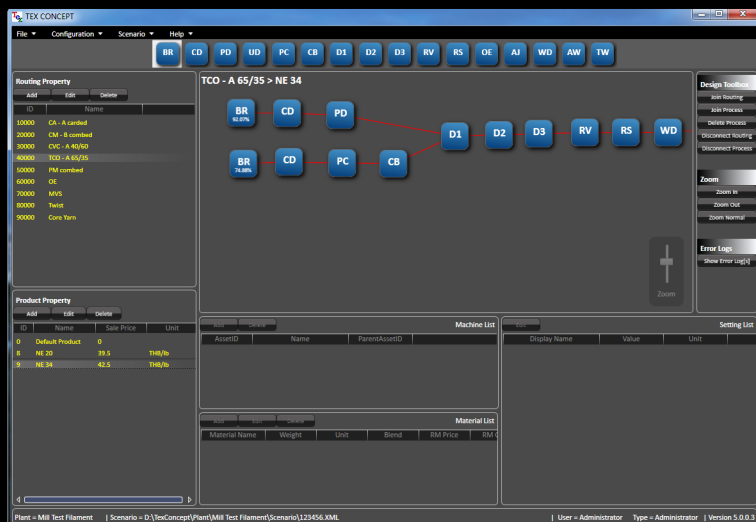 TEX CONCEPT
File Configuration Scenario Help
BR CD PD UD PC CB D1 D2 D3 RV RS OE AJ WD AW TW
Routing Property
Add Edit Delete
ID Name
10000 CA - A carded
20000 CM - B combed
30000 CVC - A 40/60
40000 TCO - A 65/35
50000 PM combed
60000 OE
70000 MVS
80000 Twist
90000 Core Yarn
TCO - A 65/35 > NE 34
BR 92.07% CD PD
D1 D2 D3 RV RS WD
BR 74.88% CD PC CB
Zoom
Design Toolbox
Join Routing
Join Process
Delete Process
Disconnect Routing
Disconnect Process
Zoom
Zoom In
Zoom Out
Zoom Normal
Error Logs
Show Error Log[s]
Product Property
Add Edit Delete
ID Name Sale Price Unit
0 Default Product 0
8 NE 20 39.5 THB/lb
9 NE 34 42.5 THB/lb
Add Delete Machine List
AssetID Name ParentAssetID
Add Edit Delete Material List
Material Name Weight Unit Blend RM Price RM C
Edit Setting List
Display Name Value Unit
Plant = Mill Test Filament | Scenario = D:\TexConcept\Plant\Mill Test Filament\Scenario\123456.XML | User = Administrator Type = Administrator | Version 5.0.0.3